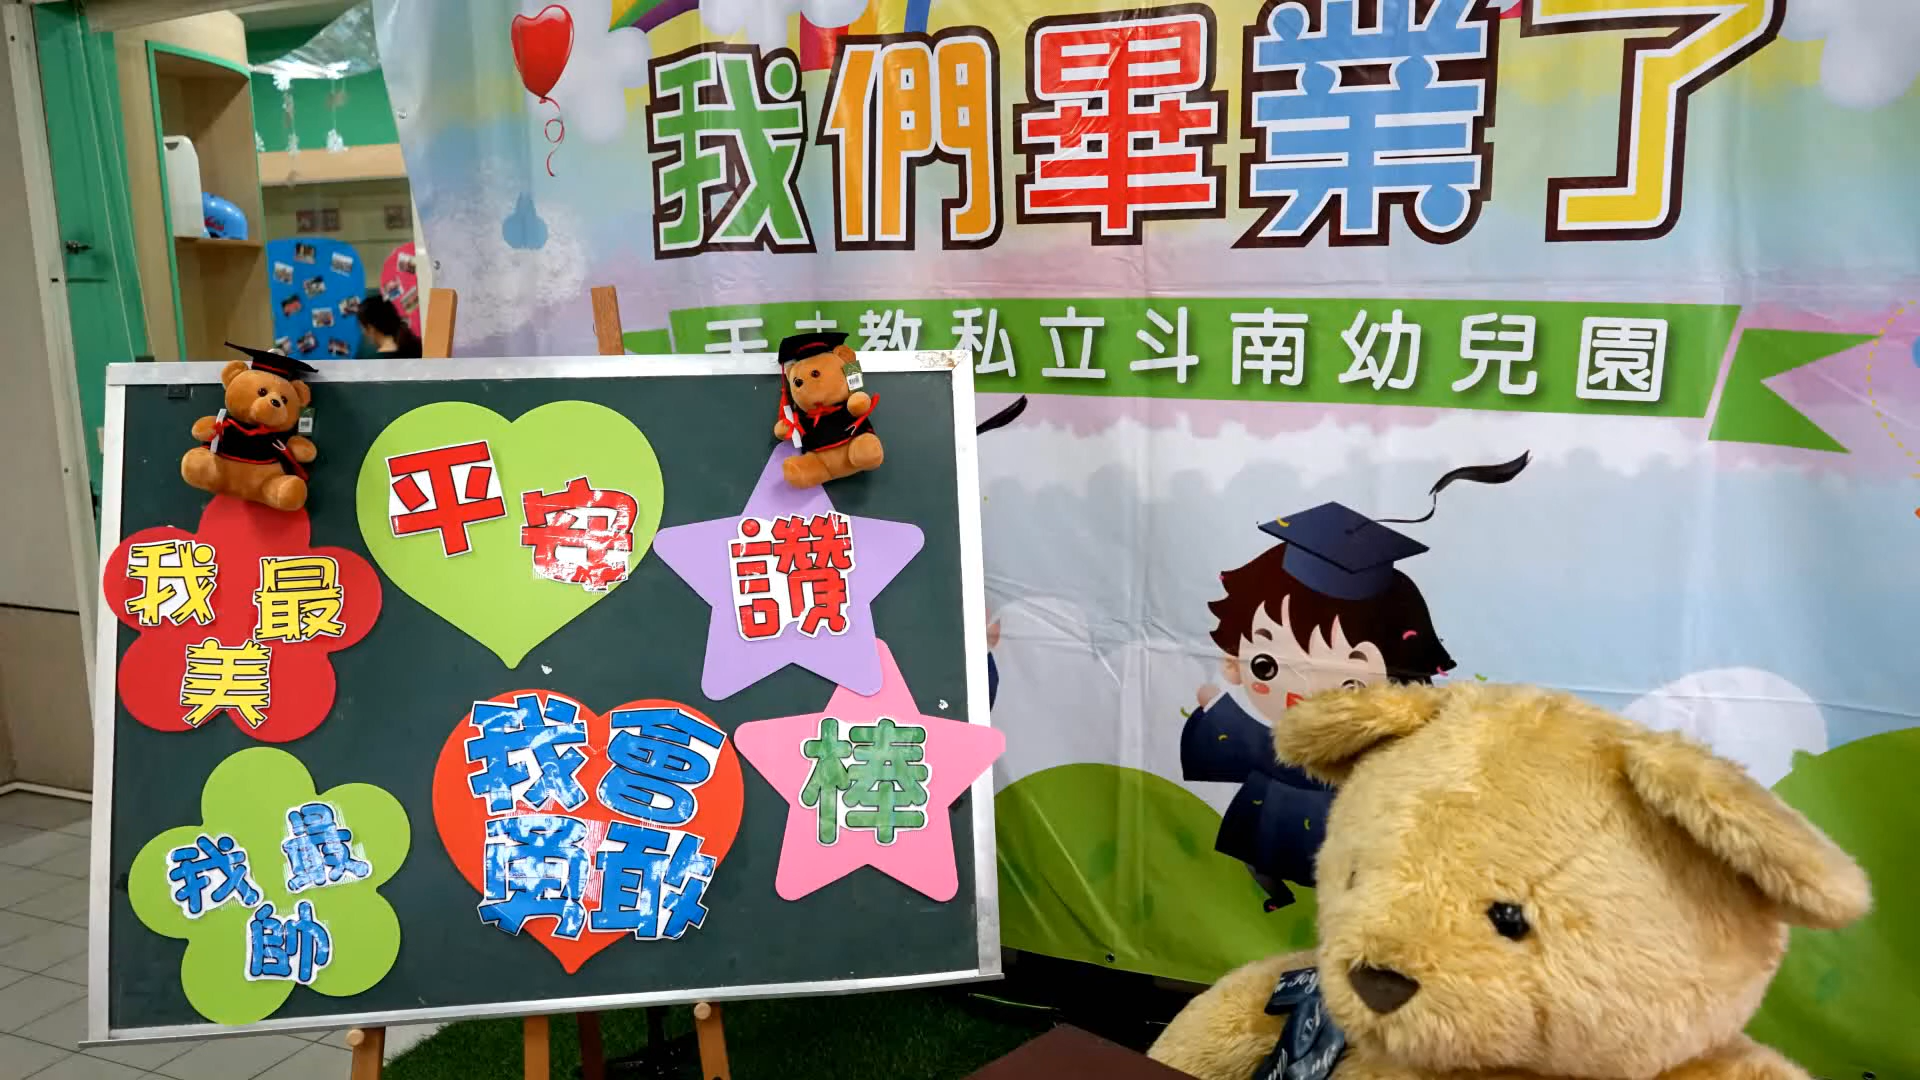 我們畢業了
天主教私立斗南幼兒園
平安
讚
我最
美
我會
勇敢
棒
我最
帥